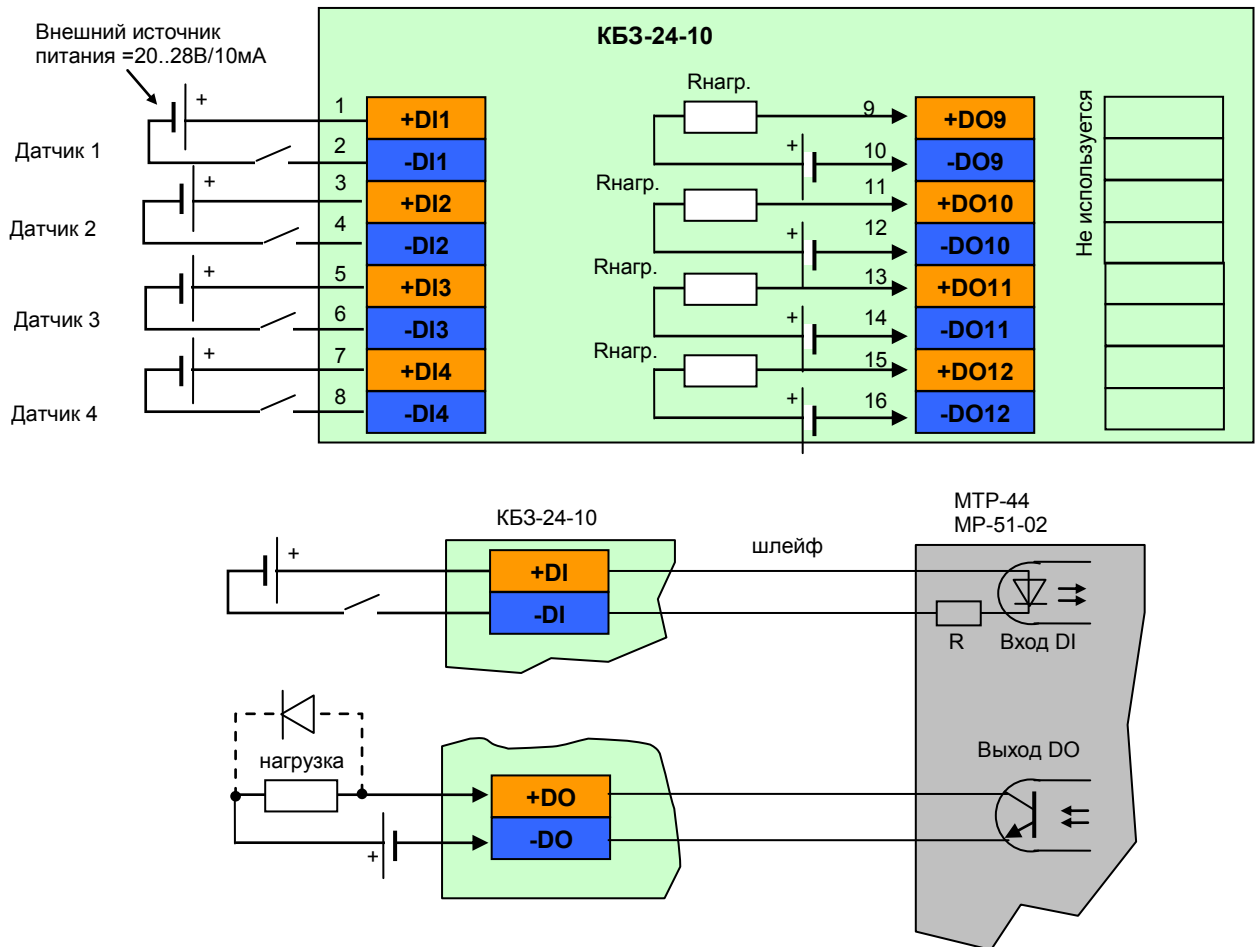 Внешний источник
питания =20..28В/10мА
КБЗ-24-10
Rнагр.
Не используется
+
1
+DI1
9
+DO9
Датчик 1
2
-DI1
+
10
-DO9
+
3
+DI2
Rнагр.
11
+DO10
Датчик 2
4
-DI2
+
12
-DO10
+
5
+DI3
Rнагр.
13
+DO11
Датчик 3
6
-DI3
+
14
-DO11
+
7
+DI4
Rнагр.
15
+DO12
Датчик 4
8
-DI4
+
16
-DO12
КБЗ-24-10
МТР-44
МР-51-02
шлейф
+
+DI
-DI
R
Вход DI
нагрузка
Выход DO
+DO
-DO
+